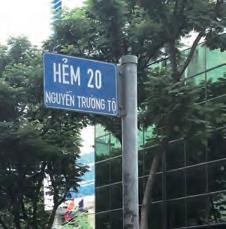 HẺM 20
NGUYỄN TRƯỜNG TỘ